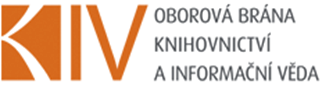 KIV
OBOROVÁ BRÁNA
KNIHOVNICTVÍ
A INFORMAČNÍ VĚDA